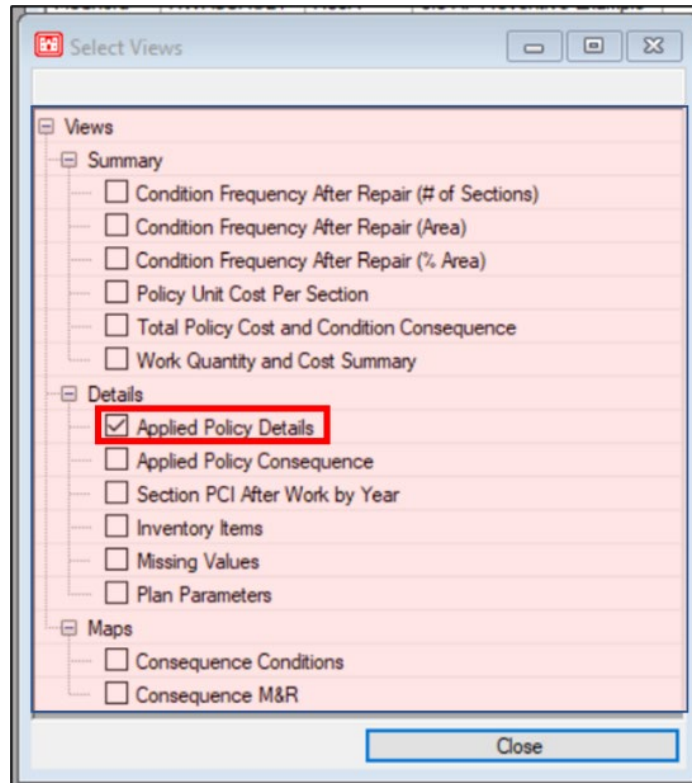 Select Views
Views
Summary
Condition Frequency After Repair (# of Sections)
Condition Frequency After Repair (Area)
Condition Frequency After Repair (% Area)
Policy Unit Cost Per Section
Total Policy Cost and Condition Consequence
Work Quantity and Cost Summary
Details
Applied Policy Details
Applied Policy Consequence
Section PCI After Work by Year
Inventory Items
Missing Values
Plan Parameters
Maps
Consequence Conditions
Consequence M&R
Close